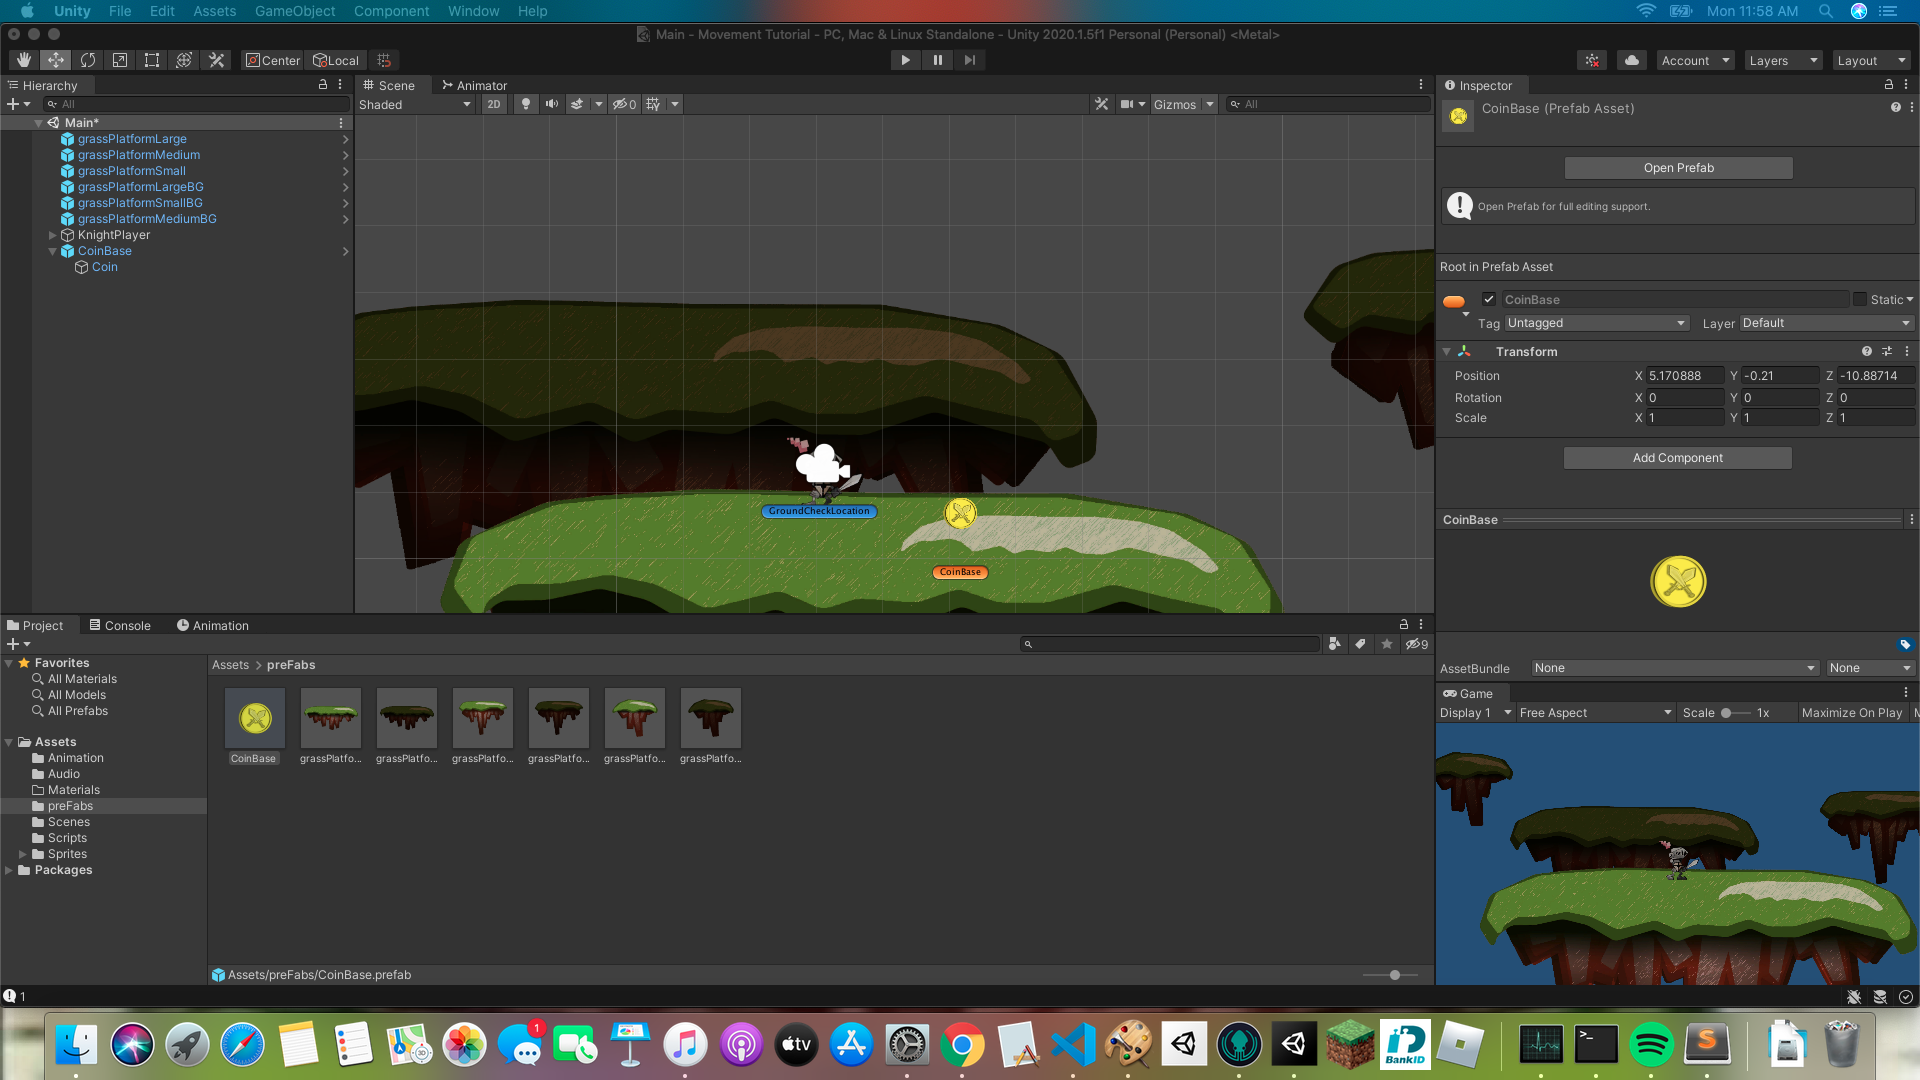 Unity File Edit Assets GameObject Component Window Help Mon 11:58 AM
Main - Movement Tutorial - PC, Mac & Linux Standalone - Unity 2020.1.5f1 Personal (Personal) <Metal>
Center Local Account Layers Layout
Hierarchy
All
Main*
grassPlatformLarge
grassPlatformMedium
grassPlatformSmall
grassPlatformLargeBG
grassPlatformSmallBG
grassPlatformMediumBG
KnightPlayer
CoinBase
Coin
Scene Animator
Shaded 2D 0 Gizmos All
GroundCheckLocation
CoinBase
Inspector
CoinBase (Prefab Asset)
Open Prefab
Open Prefab for full editing support.
Root in Prefab Asset
CoinBase Static
Tag Untagged Layer Default
Transform
Position X 5.170888 Y -0.21 Z -10.88714
Rotation X 0 Y 0 Z 0
Scale X 1 Y 1 Z 1
Add Component
CoinBase
AssetBundle None None
Game
Display 1 Free Aspect Scale 1x Maximize On Play M
Project Console Animation
9
Favorites
All Materials
All Models
All Prefabs
Assets
Animation
Audio
Materials
preFabs
Scenes
Scripts
Sprites
Packages
Assets > preFabs
CoinBase grassPlatfo... grassPlatfo... grassPlatfo... grassPlatfo... grassPlatfo... grassPlatfo...
Assets/preFabs/CoinBase.prefab
1
1
3D
tv
iD
BankID
>_
S